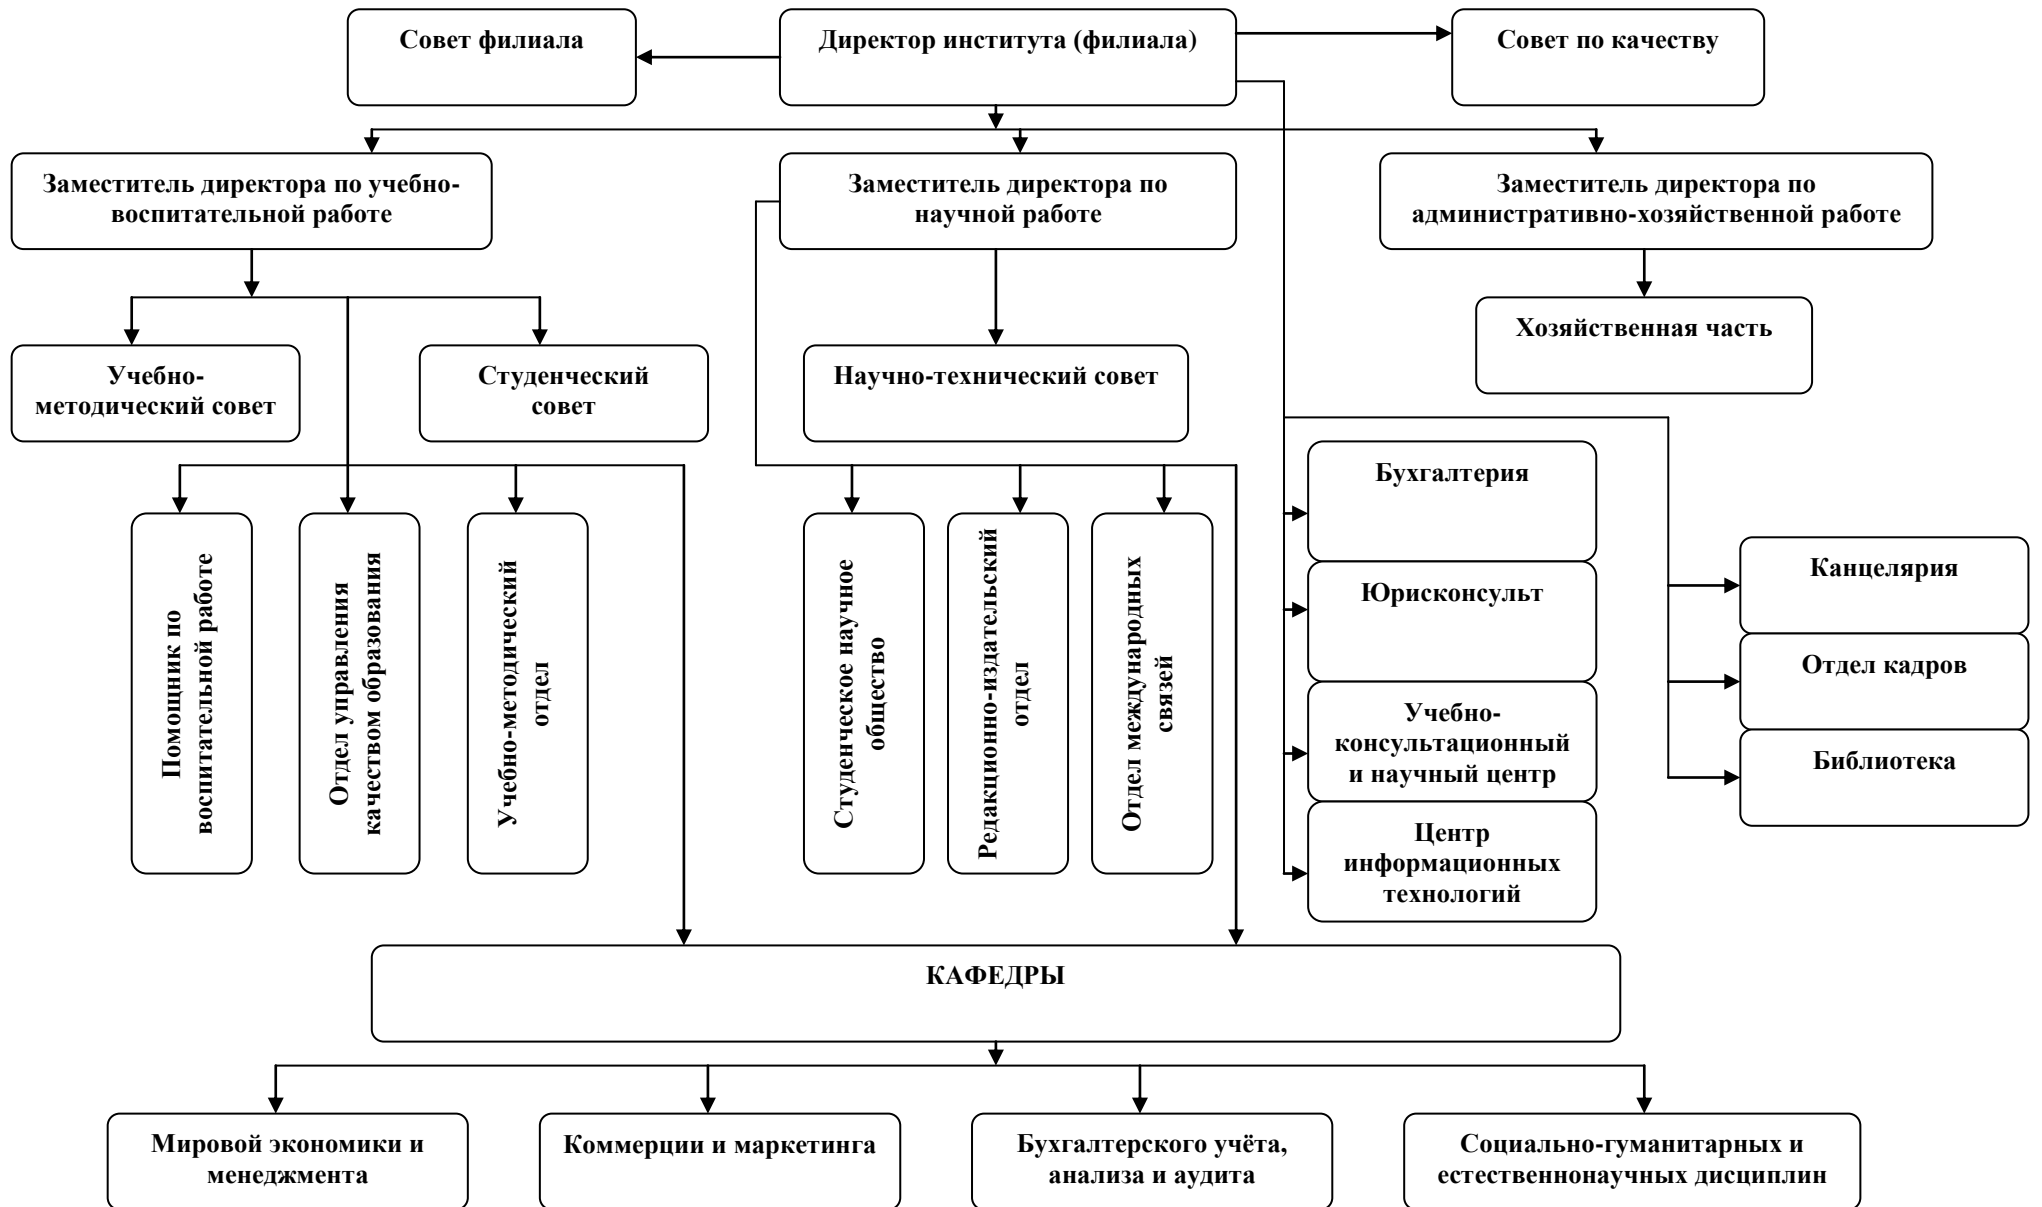 Совет филиала
Директор института (филиала)
Совет по качеству
Заместитель директора по учебно-
воспитательной работе
Заместитель директора по
научной работе
Заместитель директора по
административно-хозяйственной работе
Хозяйственная часть
Учебно-
методический совет
Студенческий
совет
Научно-технический совет
Помощник по
воспитательной работе
Отдел управления
качеством образования
Учебно-методический
отдел
Студенческое научное
общество
Редакционно-издательский
отдел
Отдел международных
связей
Бухгалтерия
Юрисконсульт
Учебно-
консультационный
и научный центр
Центр
информационных
технологий
Канцелярия
Отдел кадров
Библиотека
КАФЕДРЫ
Мировой экономики и
менеджмента
Коммерции и маркетинга
Бухгалтерского учёта,
анализа и аудита
Социально-гуманитарных и
естественнонаучных дисциплин